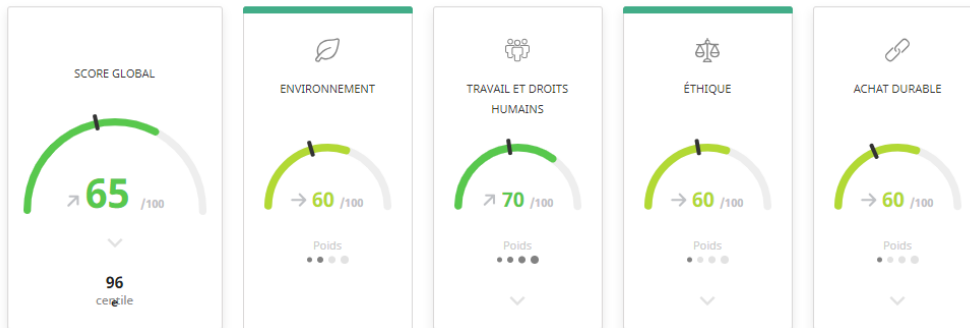 SCORE GLOBAL
65 /100
96
e
centile
ENVIRONNEMENT
60 /100
Poids
TRAVAIL ET DROITS
HUMAINS
70 /100
Poids
ÉTHIQUE
60 /100
Poids
ACHAT DURABLE
60 /100
Poids